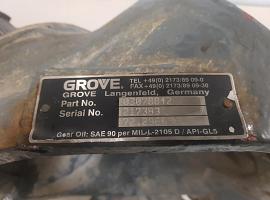 GROVE
TEL +49(0) 2173/89 09-0
FAX +49(0) 2173/89 09-30
GROVE Langenfeld, Germany
Part No.
Serial No.
Gear Oil: SAE 90 per MIL-L-2105 D / API-GL5